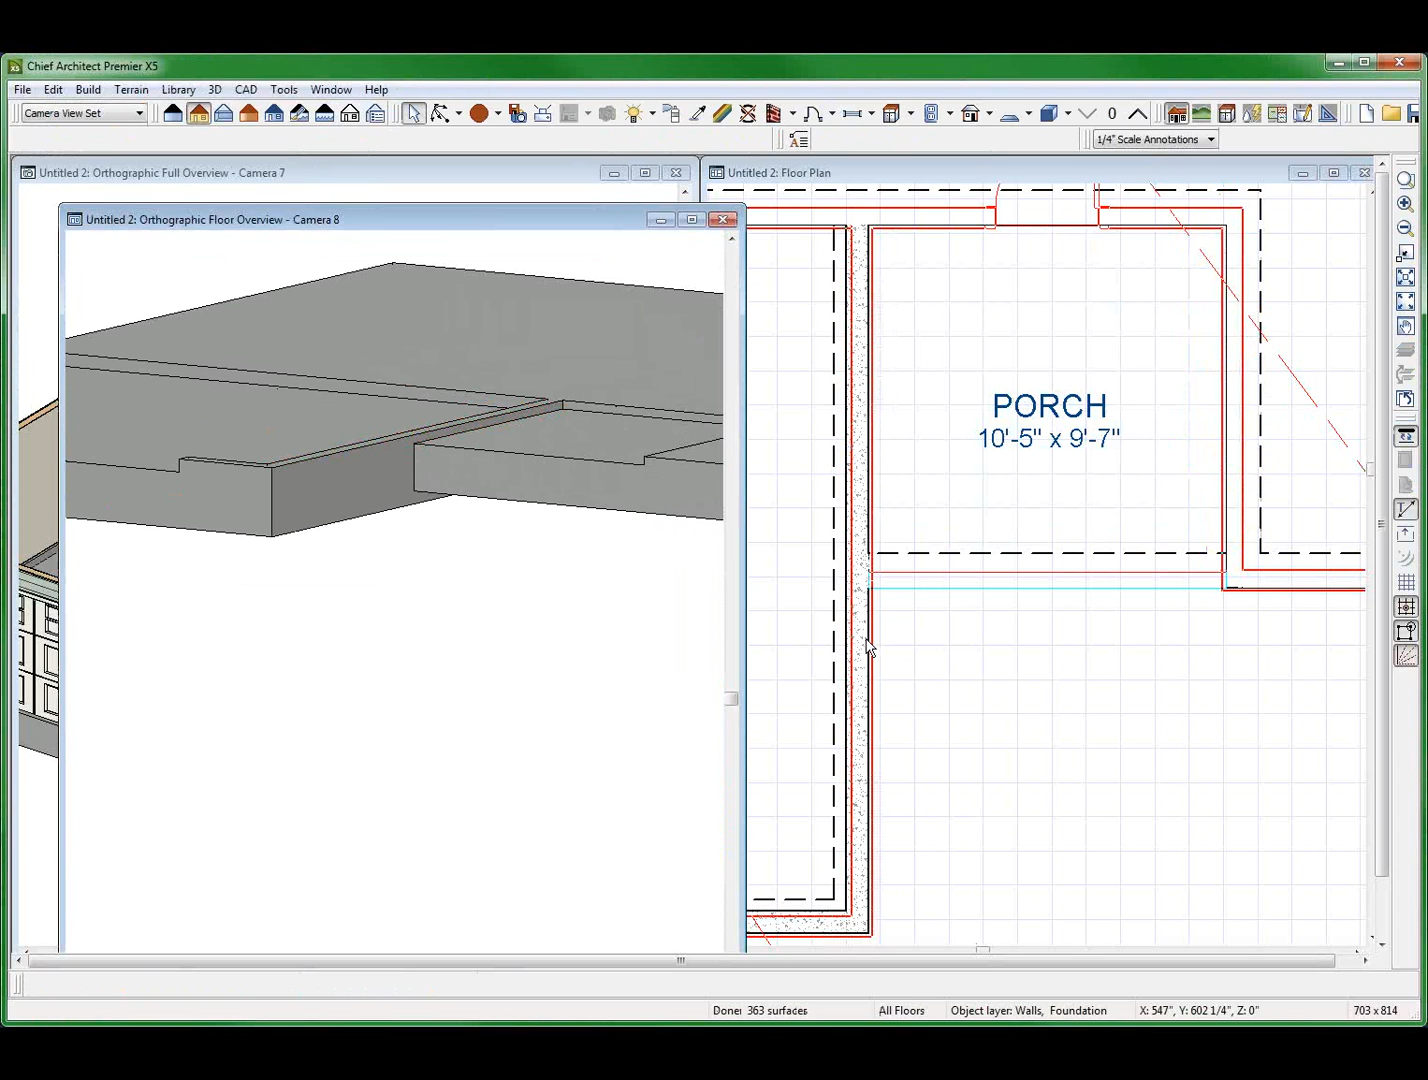 Chief Architect Premier X5
File Edit Build Terrain Library 3D CAD Tools Window Help
Camera View Set
0
1/4" Scale Annotations
Untitled 2: Orthographic Full Overview - Camera 7
Untitled 2: Floor Plan
Untitled 2: Orthographic Floor Overview - Camera 8
PORCH
10'-5" x 9'-7"
Done: 363 surfaces All Floors Object layer: Walls, Foundation X: 547", Y: 602 1/4", Z: 0" 703 x 814